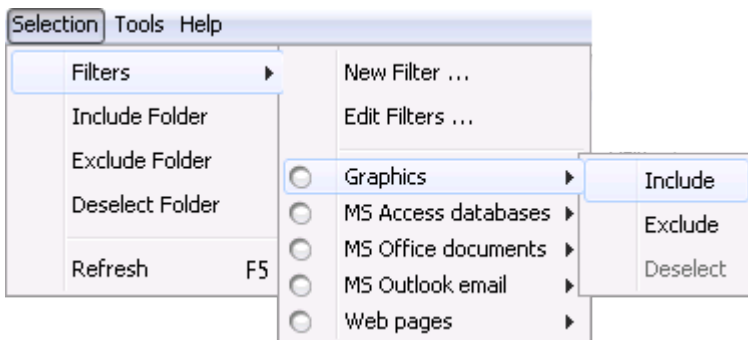 Selection Tools Help
Filters
Include Folder
Exclude Folder
Deselect Folder
Refresh F5
New Filter ...
Edit Filters ...
Graphics
MS Access databases
MS Office documents
MS Outlook email
Web pages
Include
Exclude
Deselect